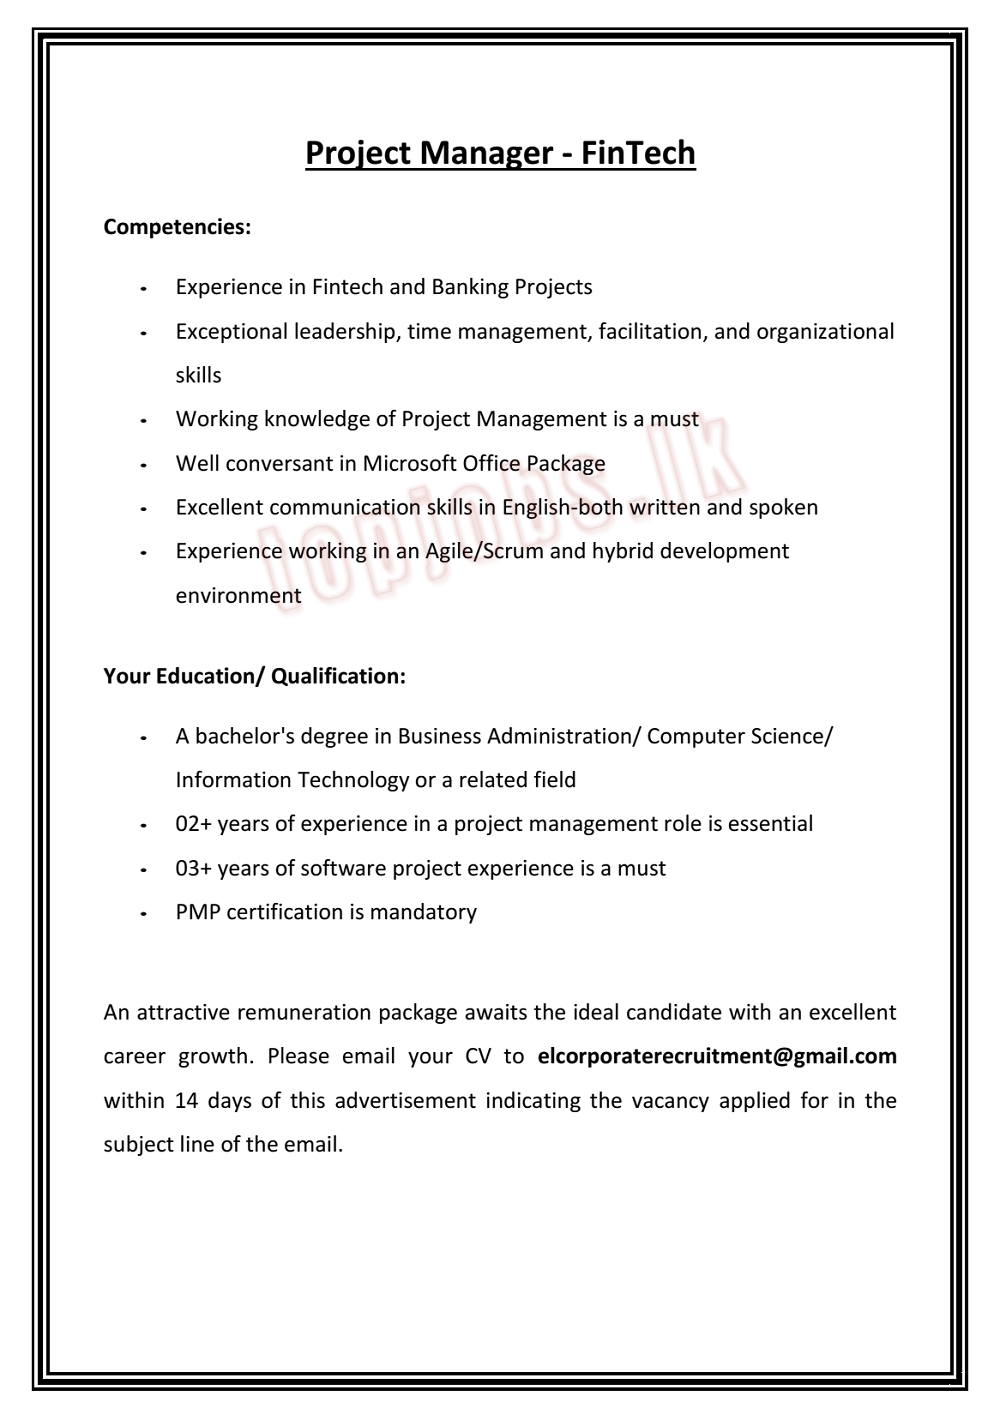 Project Manager - FinTech
Competencies:
• Experience in Fintech and Banking Projects
• Exceptional leadership, time management, facilitation, and organizational
skills
• Working knowledge of Project Management is a must
• Well conversant in Microsoft Office Package
• Excellent communication skills in English-both written and spoken
• Experience working in an Agile/Scrum and hybrid development
environment
topjobs.lk
Your Education/ Qualification:
• A bachelor's degree in Business Administration/ Computer Science/
Information Technology or a related field
• 02+ years of experience in a project management role is essential
• 03+ years of software project experience is a must
• PMP certification is mandatory
An attractive remuneration package awaits the ideal candidate with an excellent
career growth. Please email your CV to elcorporaterecruitment@gmail.com
within 14 days of this advertisement indicating the vacancy applied for in the
subject line of the email.